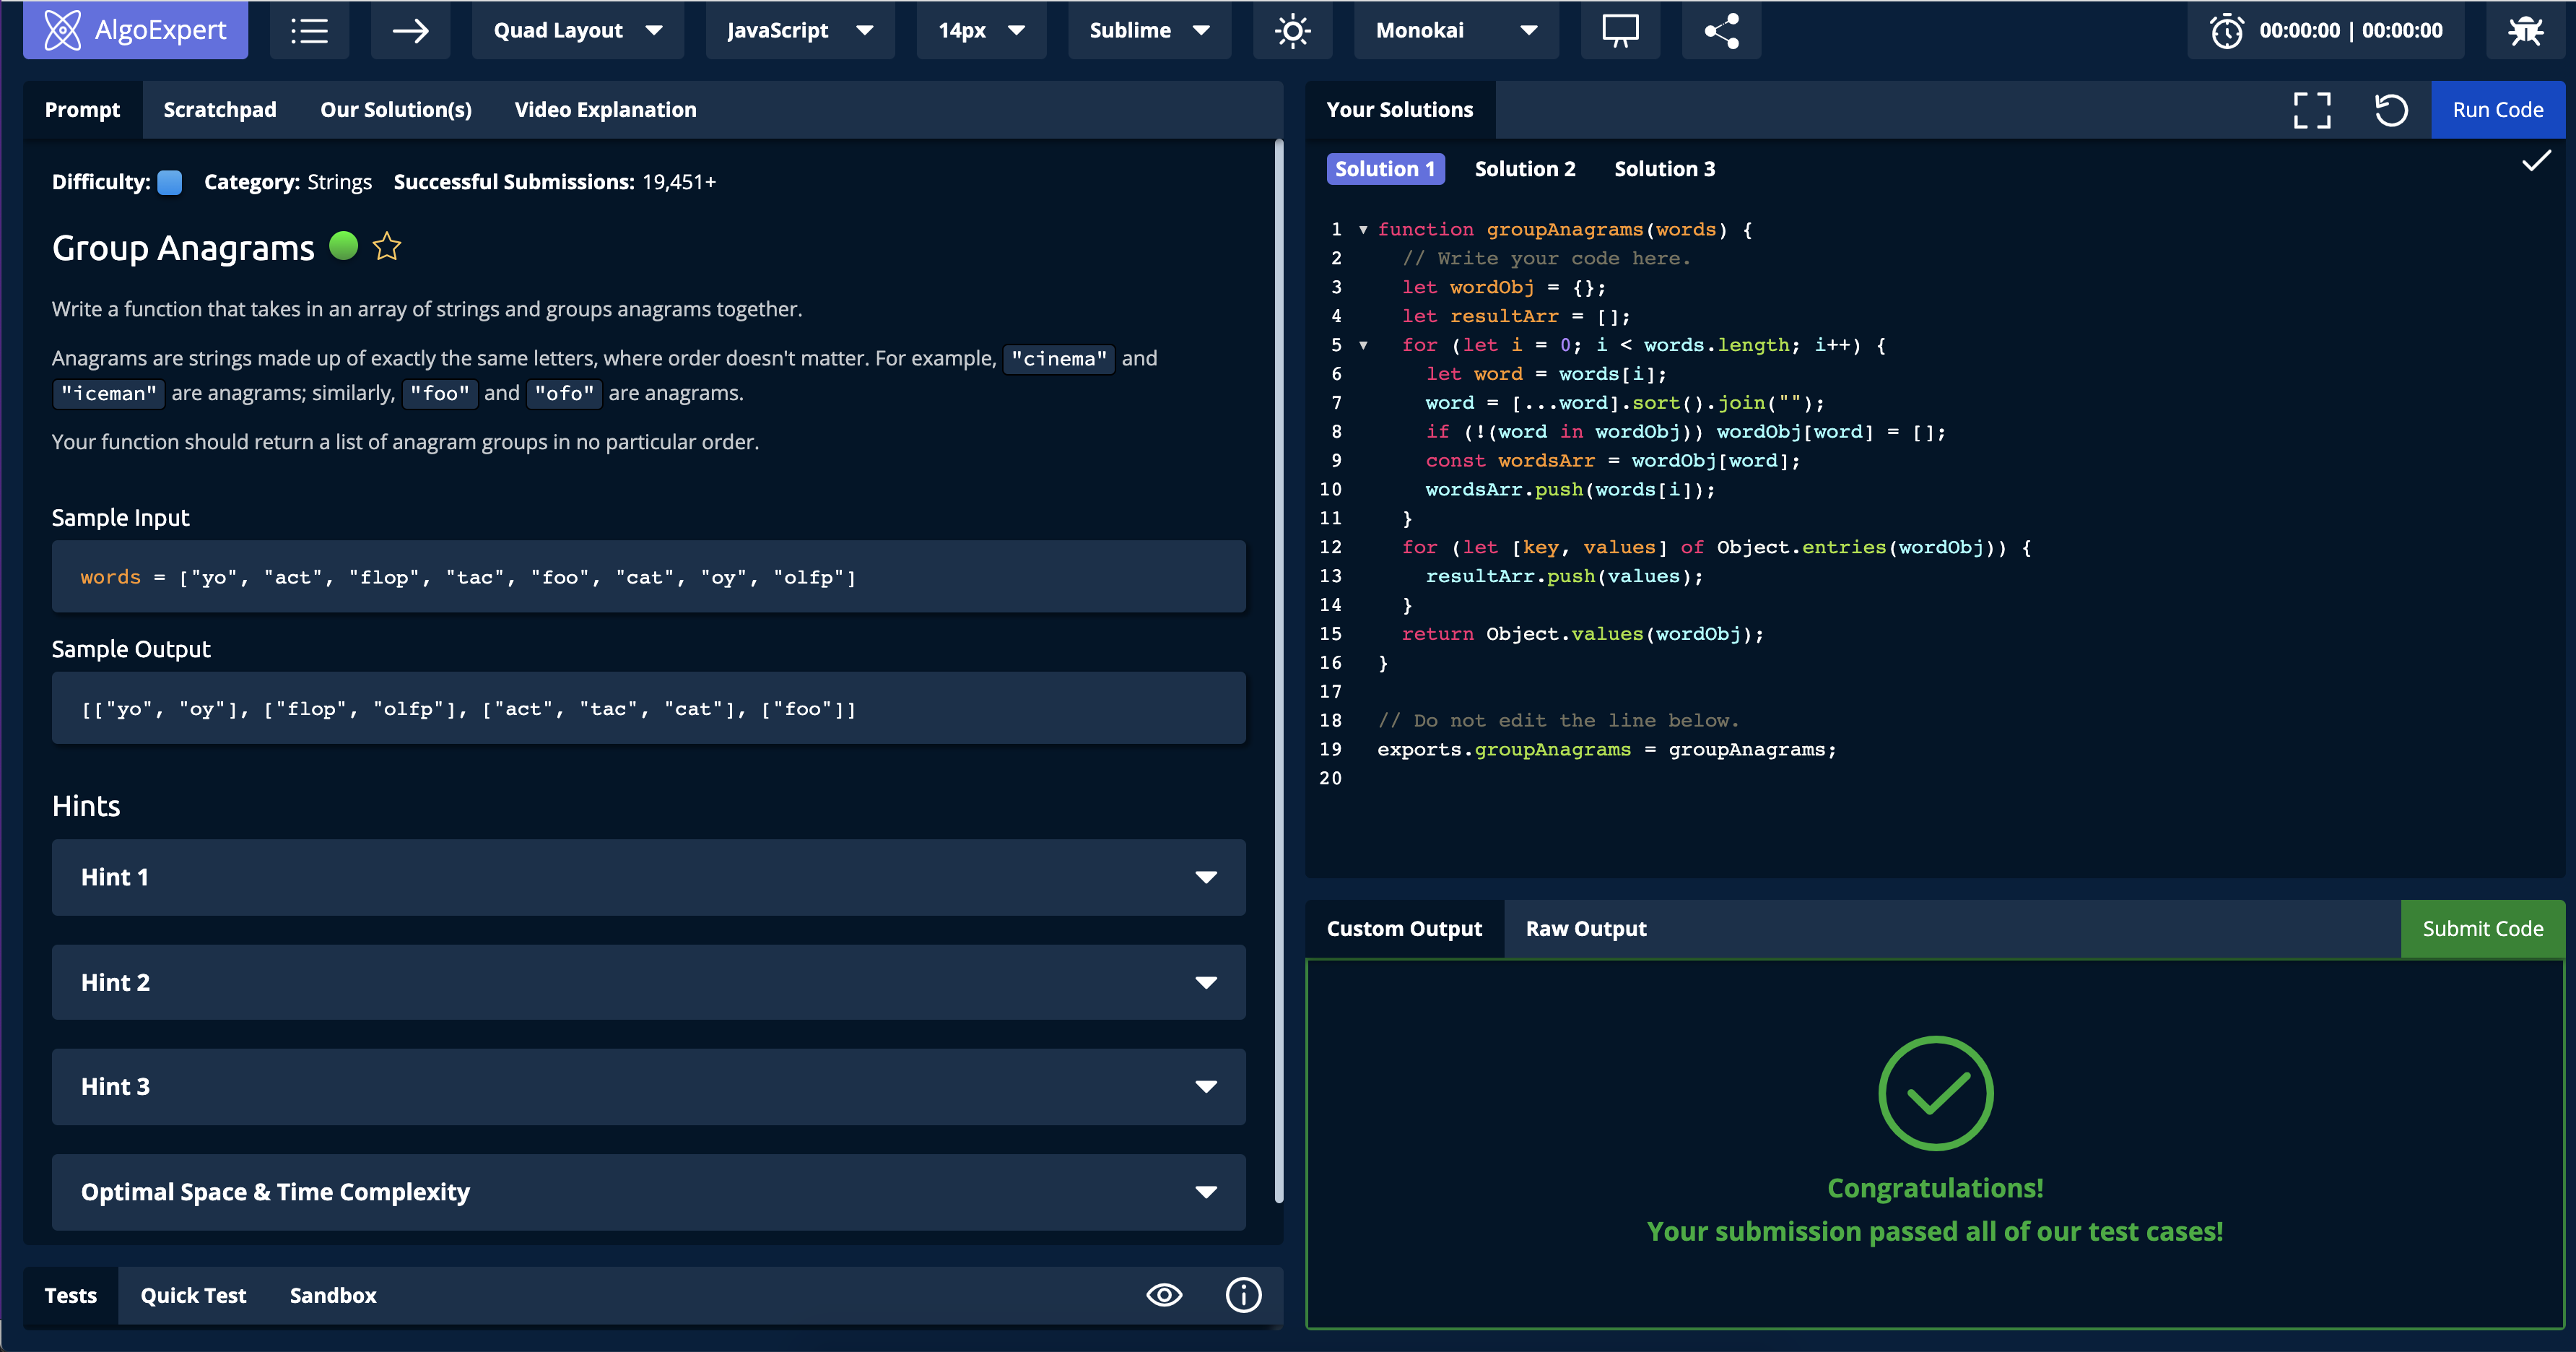 AlgoExpert
Quad Layout
JavaScript
14px
Sublime
Monokai
00:00:00 | 00:00:00
Prompt
Scratchpad
Our Solution(s)
Video Explanation
Difficulty:
Category: Strings
Successful Submissions: 19,451+
Group Anagrams
Write a function that takes in an array of strings and groups anagrams together.
Anagrams are strings made up of exactly the same letters, where order doesn't matter. For example, "cinema" and
"iceman" are anagrams; similarly, "foo" and "ofo" are anagrams.
Your function should return a list of anagram groups in no particular order.
Sample Input
words = ["yo", "act", "flop", "tac", "foo", "cat", "oy", "olfp"]
Sample Output
[["yo", "oy"], ["flop", "olfp"], ["act", "tac", "cat"], ["foo"]]
Hints
Hint 1
Hint 2
Hint 3
Optimal Space & Time Complexity
Tests
Quick Test
Sandbox
Your Solutions
Run Code
Solution 1
Solution 2
Solution 3
1 function groupAnagrams(words) {
2 // Write your code here.
3 let wordObj = {};
4 let resultArr = [];
5 for (let i = 0; i < words.length; i++) {
6 let word = words[i];
7 word = [...word].sort().join("");
8 if (!(word in wordObj)) wordObj[word] = [];
9 const wordsArr = wordObj[word];
10 wordsArr.push(words[i]);
11 }
12 for (let [key, values] of Object.entries(wordObj)) {
13 resultArr.push(values);
14 }
15 return Object.values(wordObj);
16 }
17
18 // Do not edit the line below.
19 exports.groupAnagrams = groupAnagrams;
20
Custom Output
Raw Output
Submit Code
Congratulations!
Your submission passed all of our test cases!